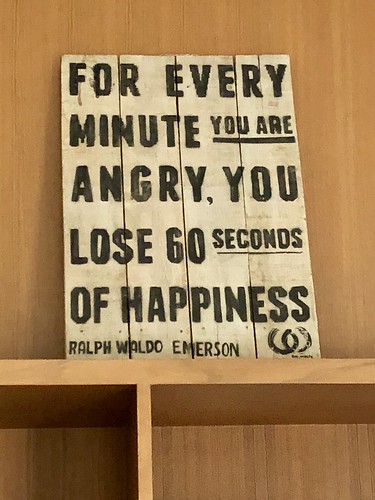 FOR EVERY
MINUTE YOU ARE
ANGRY, YOU
LOSE 60 SECONDS
OF HAPPINESS
RALPH WALDO EMERSON